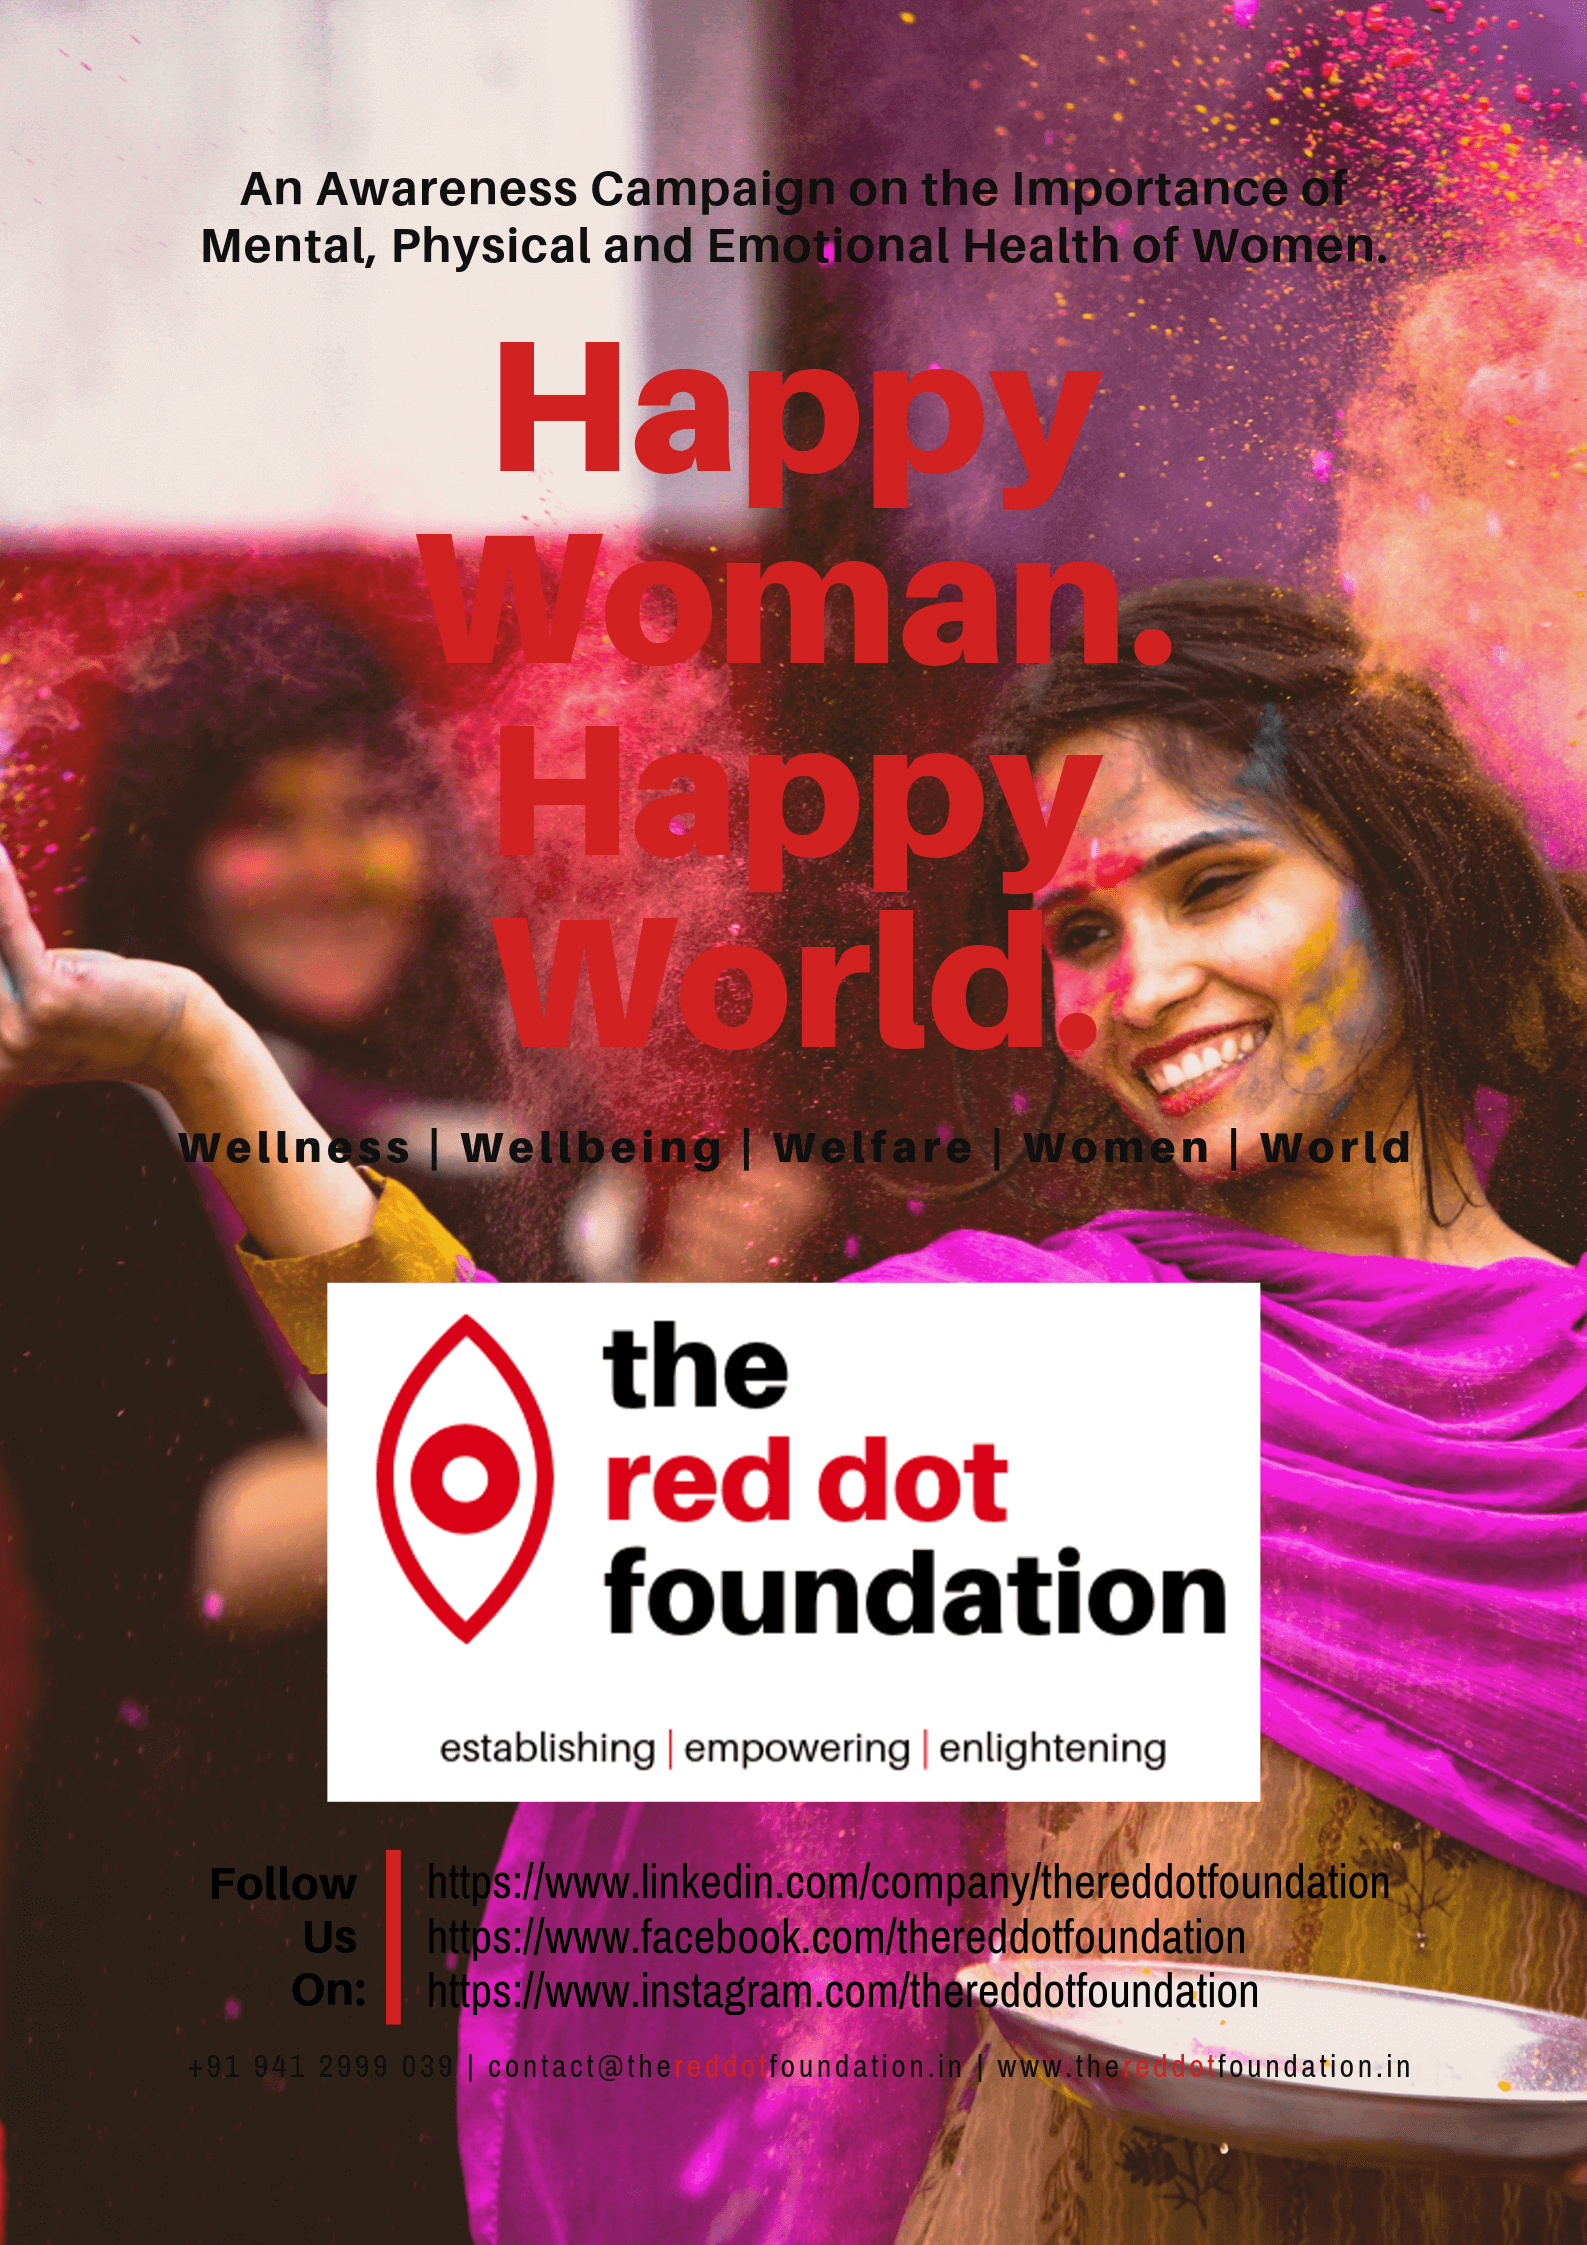 An Awareness Campaign on the Importance of
Mental, Physical and Emotional Health of Women.
Happy
Woman.
Happy
World.
Wellness | Wellbeing | Welfare | Women | World
the
red dot
foundation
establishing | empowering | enlightening
Follow
Us
On:
https://www.linkedin.com/company/thereddotfoundation
https://www.facebook.com/thereddotfoundation
https://www.instagram.com/thereddotfoundation
+91 941 2999 039 | contact@thereddotfoundation.in | www.thereddotfoundation.in